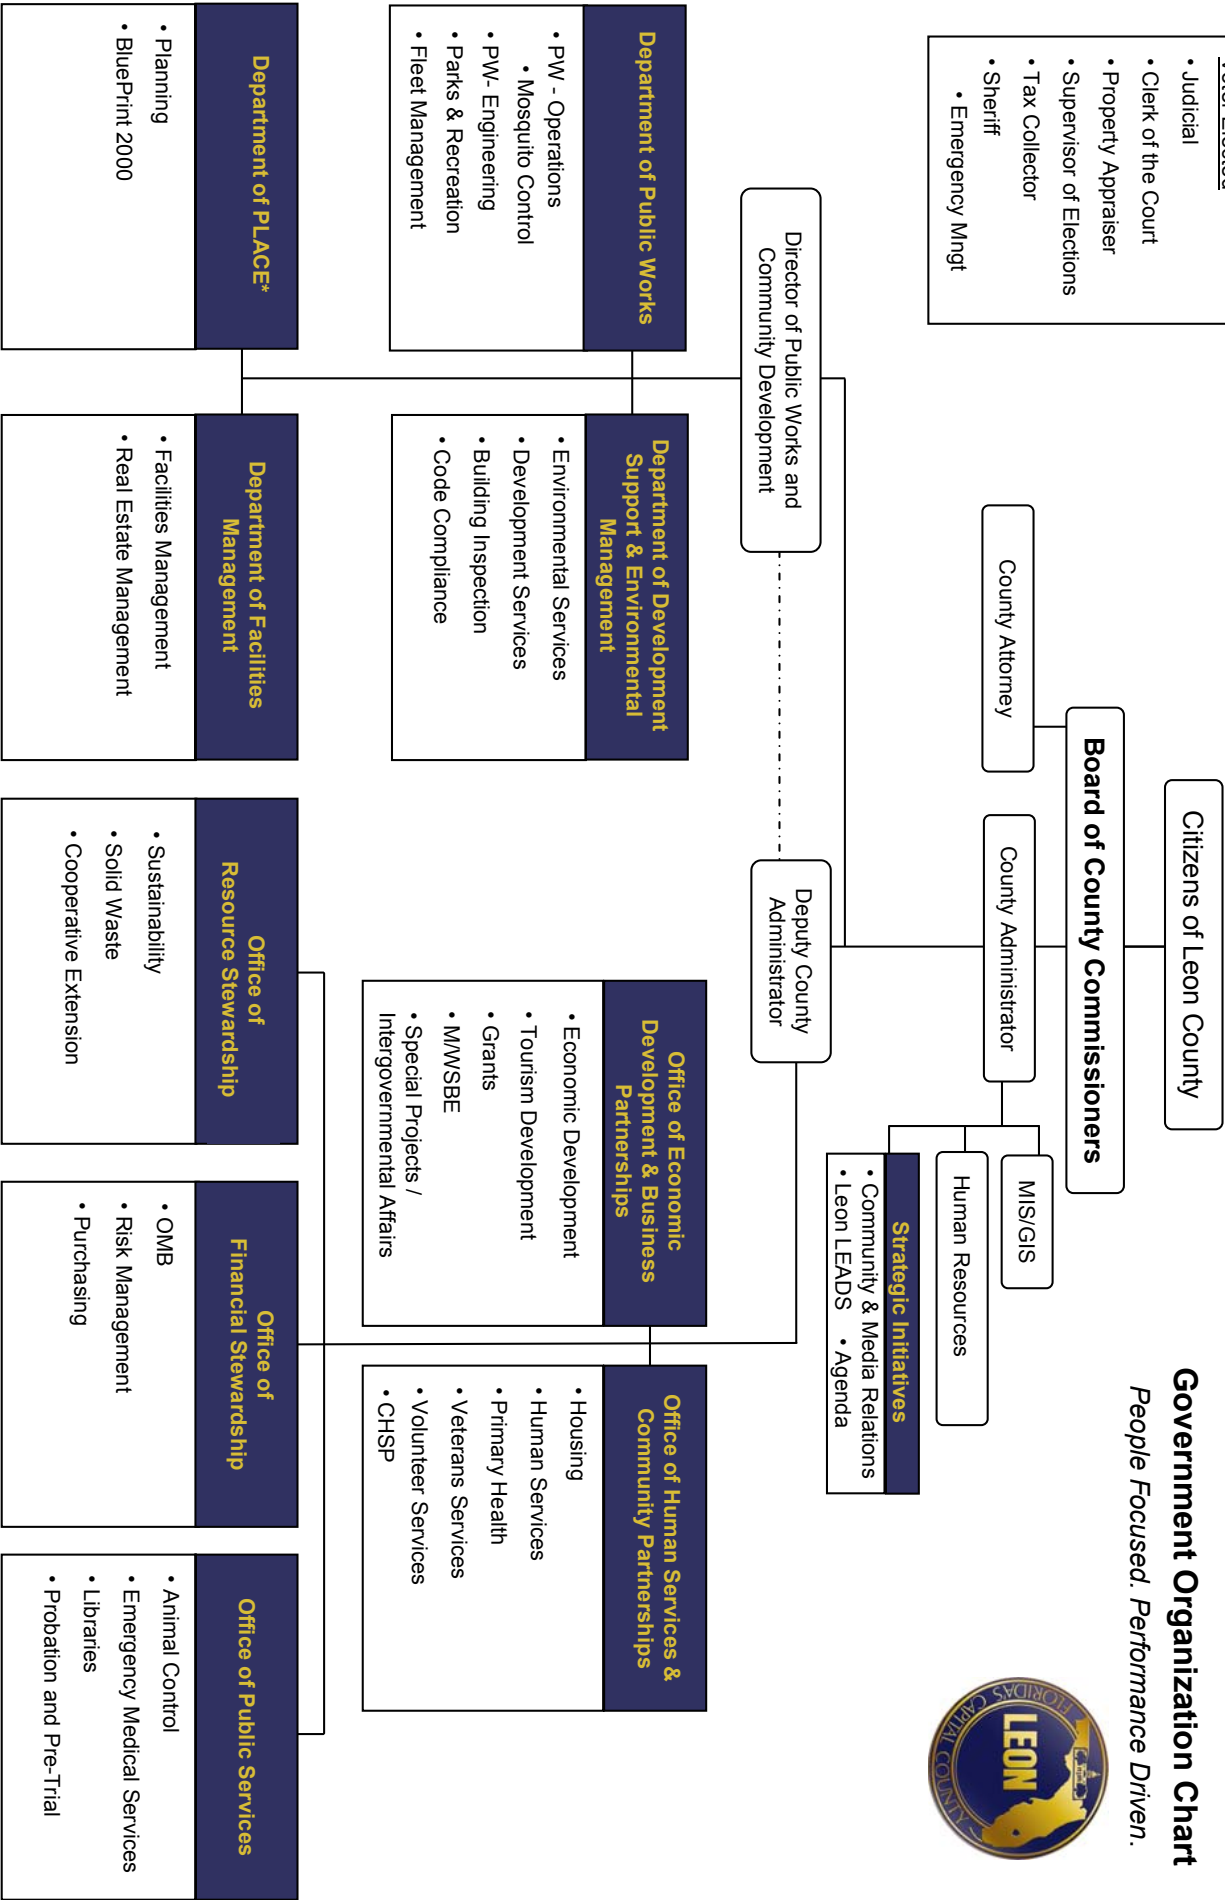 Government Organization Chart
People Focused. Performance Driven.
LEON
FLORIDA'S CAPITAL COUNTY
Voter Elected
• Judicial
• Clerk of the Court
• Property Appraiser
• Supervisor of Elections
• Tax Collector
• Sheriff
• Emergency Mngt
Citizens of Leon County
Board of County Commissioners
County Attorney
County Administrator
MIS/GIS
Human Resources
Strategic Initiatives
• Community & Media Relations
• Leon LEADS • Agenda
Director of Public Works and
Community Development
Deputy County
Administrator
Department of Public Works
• PW - Operations
• Mosquito Control
• PW- Engineering
• Parks & Recreation
• Fleet Management
Department of Development
Support & Environmental
Management
• Environmental Services
• Development Services
• Building Inspection
• Code Compliance
Office of Economic
Development & Business
Partnerships
• Economic Development
• Tourism Development
• Grants
• M/WSBE
• Special Projects /
Intergovernmental Affairs
Office of Human Services &
Community Partnerships
• Housing
• Human Services
• Primary Health
• Veterans Services
• Volunteer Services
• CHSP
Department of PLACE*
• Planning
• BluePrint 2000
Department of Facilities
Management
• Facilities Management
• Real Estate Management
Office of
Resource Stewardship
• Sustainability
• Solid Waste
• Cooperative Extension
Office of
Financial Stewardship
• OMB
• Risk Management
• Purchasing
Office of Public Services
• Animal Control
• Emergency Medical Services
• Libraries
• Probation and Pre-Trial